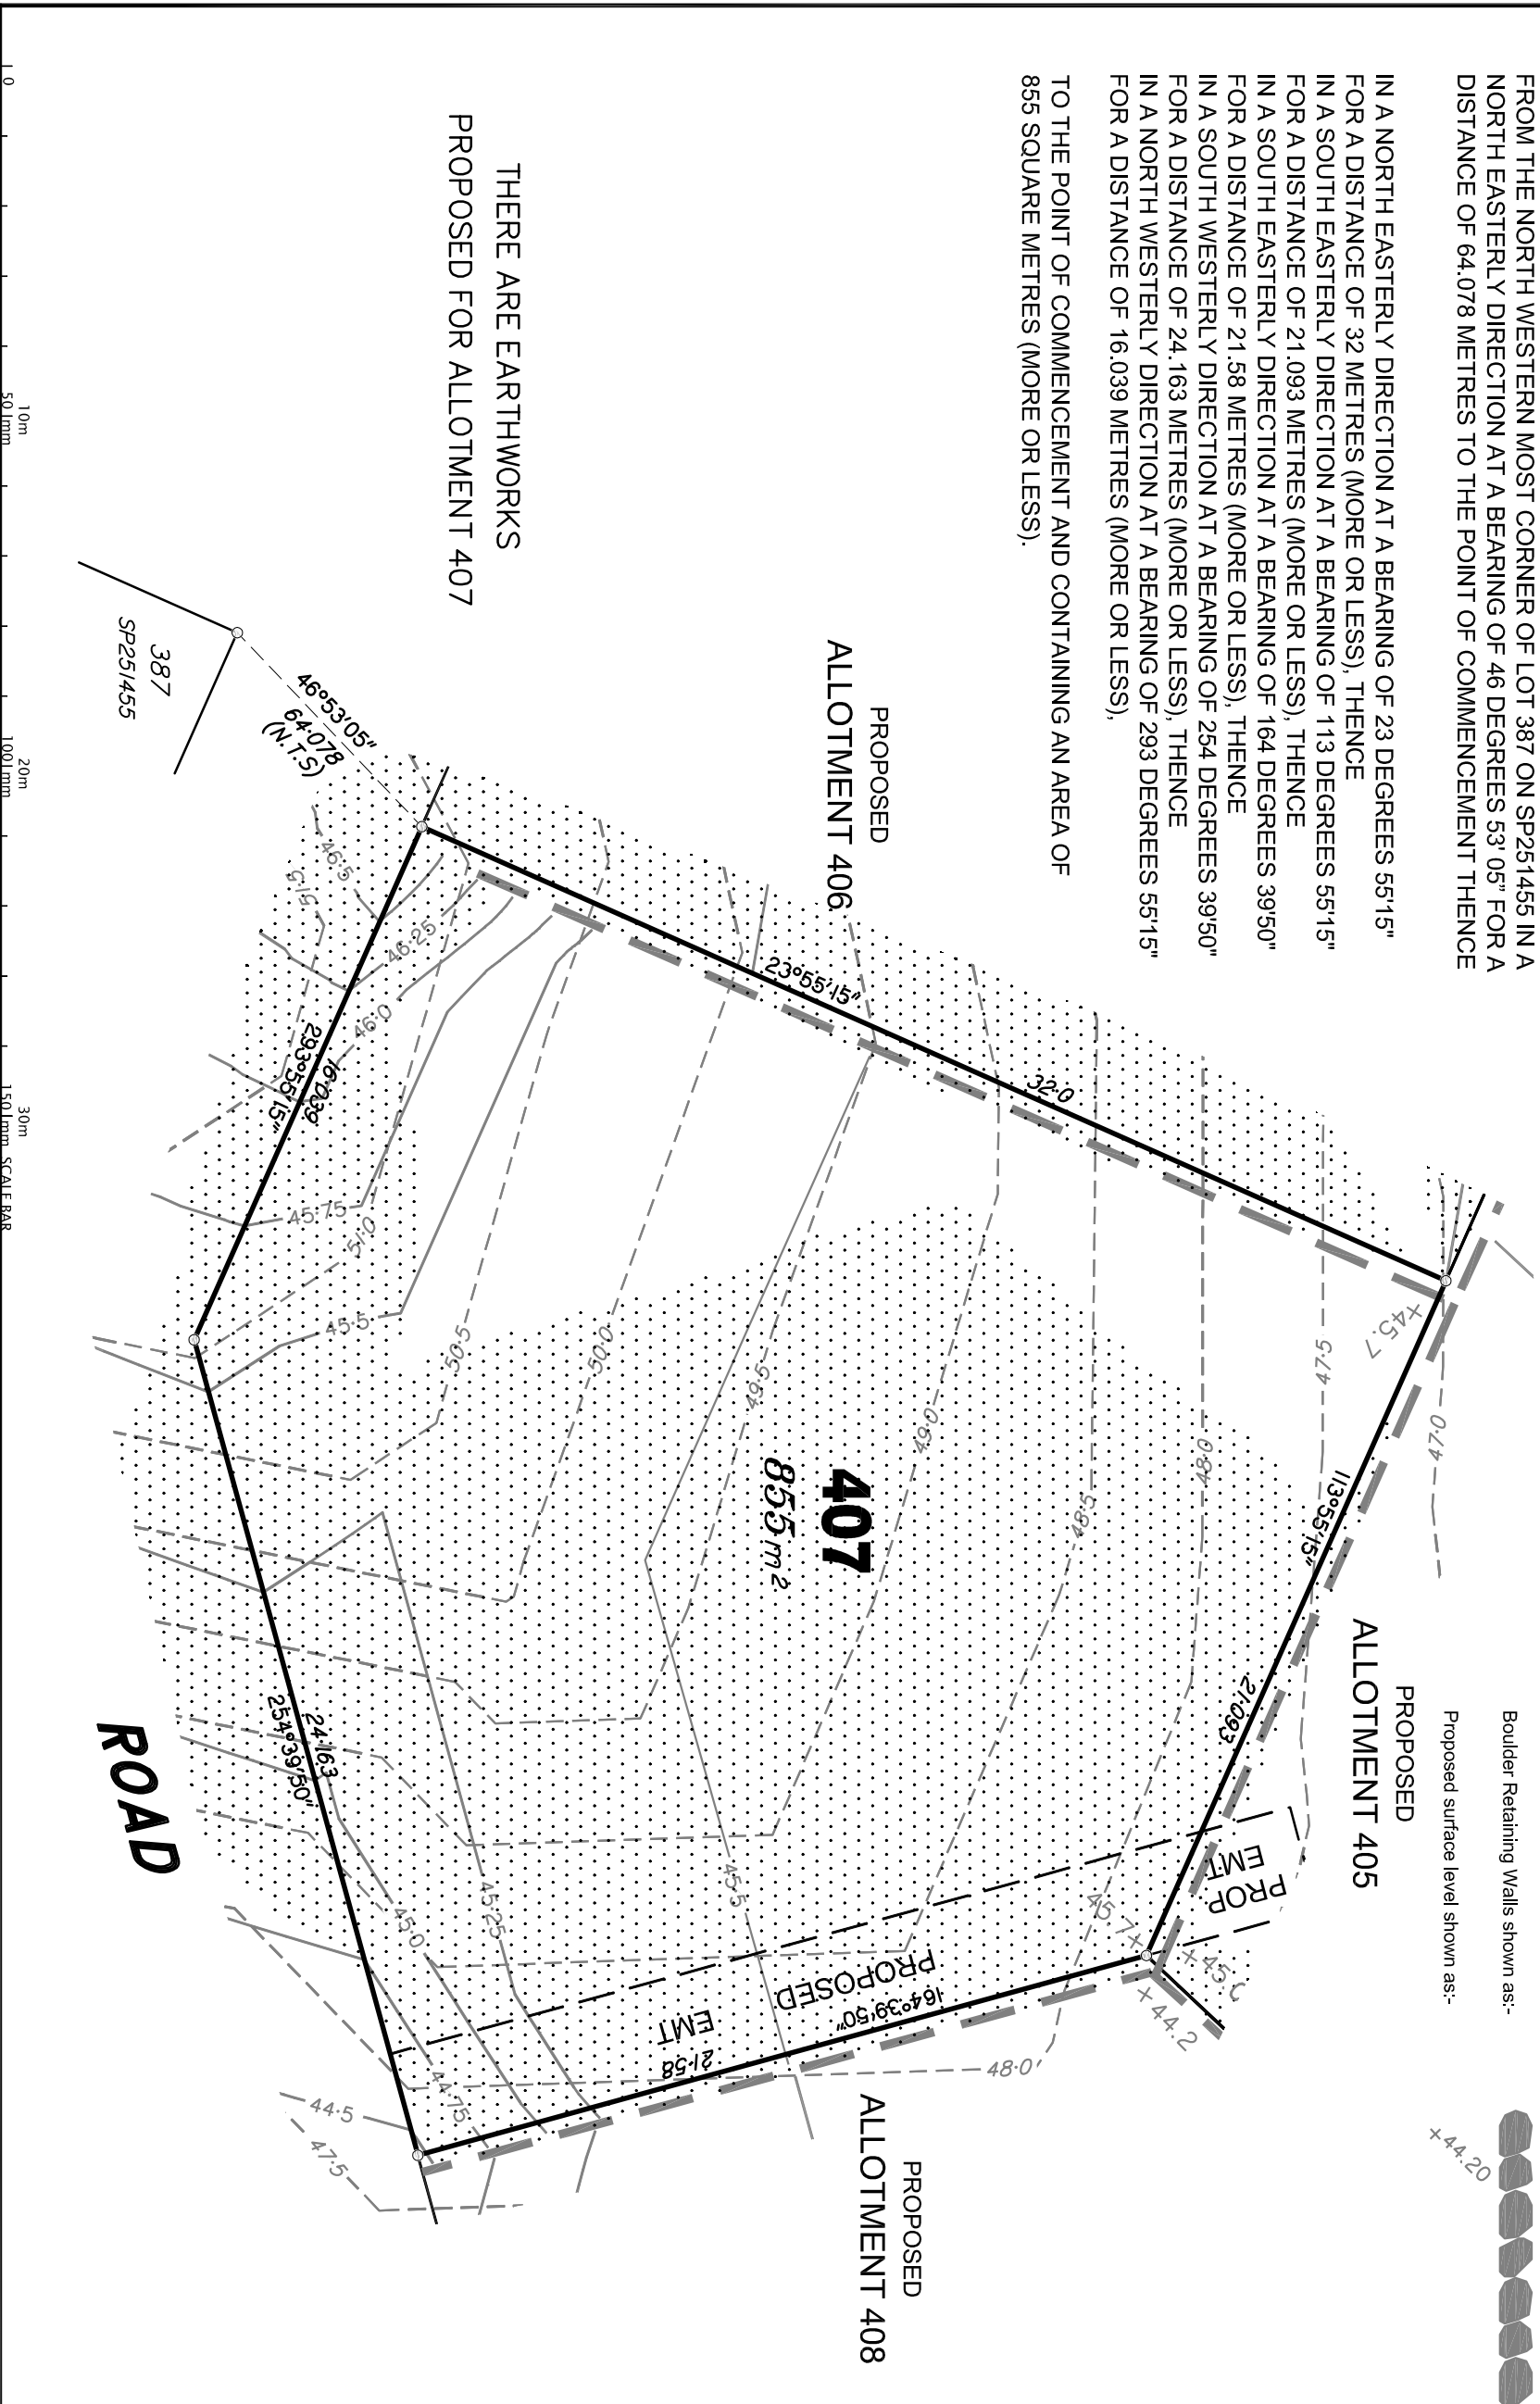 FROM THE NORTH WESTERN MOST CORNER OF LOT 387 ON SP251455 IN A
NORTH EASTERLY DIRECTION AT A BEARING OF 46 DEGREES 53' 05" FOR A
DISTANCE OF 64.078 METRES TO THE POINT OF COMMENCEMENT THENCE
IN A NORTH EASTERLY DIRECTION AT A BEARING OF 23 DEGREES 55'15"
FOR A DISTANCE OF 32 METRES (MORE OR LESS), THENCE
IN A SOUTH EASTERLY DIRECTION AT A BEARING OF 113 DEGREES 55'15"
FOR A DISTANCE OF 21.093 METRES (MORE OR LESS), THENCE
IN A SOUTH EASTERLY DIRECTION AT A BEARING OF 164 DEGREES 39'50"
FOR A DISTANCE OF 21.58 METRES (MORE OR LESS), THENCE
IN A SOUTH WESTERLY DIRECTION AT A BEARING OF 254 DEGREES 39'50"
FOR A DISTANCE OF 24.163 METRES (MORE OR LESS), THENCE
IN A NORTH WESTERLY DIRECTION AT A BEARING OF 293 DEGREES 55'15"
FOR A DISTANCE OF 16.039 METRES (MORE OR LESS),
TO THE POINT OF COMMENCEMENT AND CONTAINING AN AREA OF
855 SQUARE METRES (MORE OR LESS).
Boulder Retaining Walls shown as:-
Proposed surface level shown as:-
+44.20
PROPOSED
ALLOTMENT 405
PROPOSED
ALLOTMENT 406
PROPOSED
ALLOTMENT 408
THERE ARE EARTHWORKS
PROPOSED FOR ALLOTMENT 407
47·0
+45.7
47·5
113°55'15"
21·093
PROP
EMT
45.7+
+44.2
48·0
48·5
49·0
49·5
50·0
50·5
23°55'15"
32·0
407
855m²
PROPOSED
EMT
164°39'50"
21·58
48·0
45·5
45·25
45·0
44·75
44·5
47·5
46°53'05"
64·078
(N.T.S)
387
SP251455
46·5
51·5
46·25
46·0
16·039
293°55'15"
45·75
51·0
45·5
24·163
254°39'50"
ROAD
0
10m
20m
30m
50mm
100mm
150mm
SCALE BAR